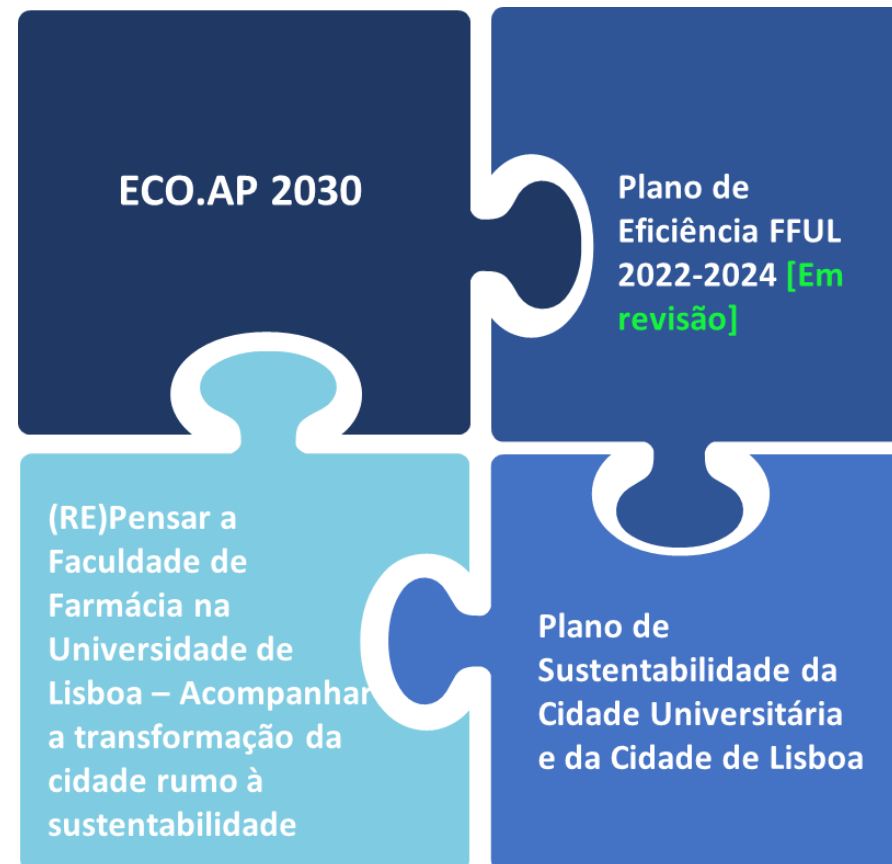 ECO.AP 2030
Plano de
Eficiência FFUL
2022-2024 [Em
revisão]
(RE)Pensar a
Faculdade de
Farmácia na
Universidade de
Lisboa – Acompanhar
a transformação da
cidade rumo à
sustentabilidade
Plano de
Sustentabilidade da
Cidade Universitária
e da Cidade de Lisboa